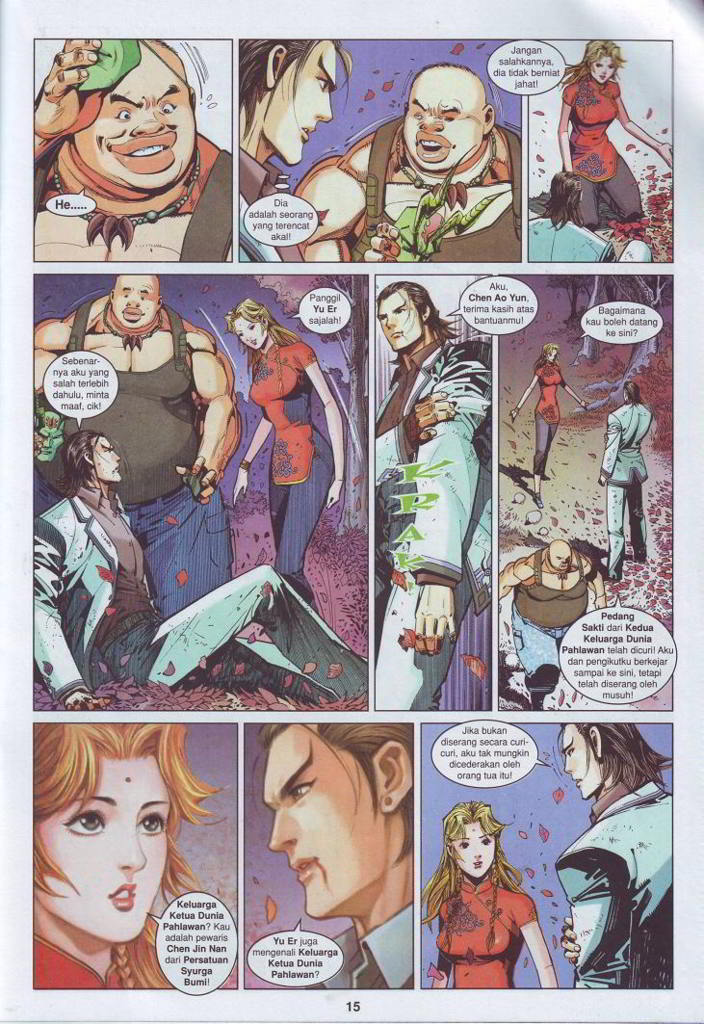 He.....
Dia
adalah seorang
yang terencat
akal!
Jangan
salahkannya,
dia tidak berniat
jahat!
Sebenar-
nya aku yang
salah terlebih
dahulu, minta
maaf, cik!
Panggil
Yu Er
sajalah!
Aku,
Chen Ao Yun,
terima kasih atas
bantuanmu!
KRAK!
Bagaimana
kau boleh datang
ke sini?
Pedang
Sakti dari Kedua
Keluarga Dunia
Pahlawan telah dicuri! Aku
dan pengikutku berkejar
sampai ke sini, tetapi
telah diserang oleh
musuh!
Keluarga
Ketua Dunia
Pahlawan? Kau
adalah pewaris
Chen Jin Nan
dari Persatuan
Syurga
Bumi!
Yu Er juga
mengenali Keluarga
Ketua Dunia
Pahlawan?
Jika bukan
diserang secara curi-
curi, aku tak mungkin
dicederakan oleh
orang tua itu!
15